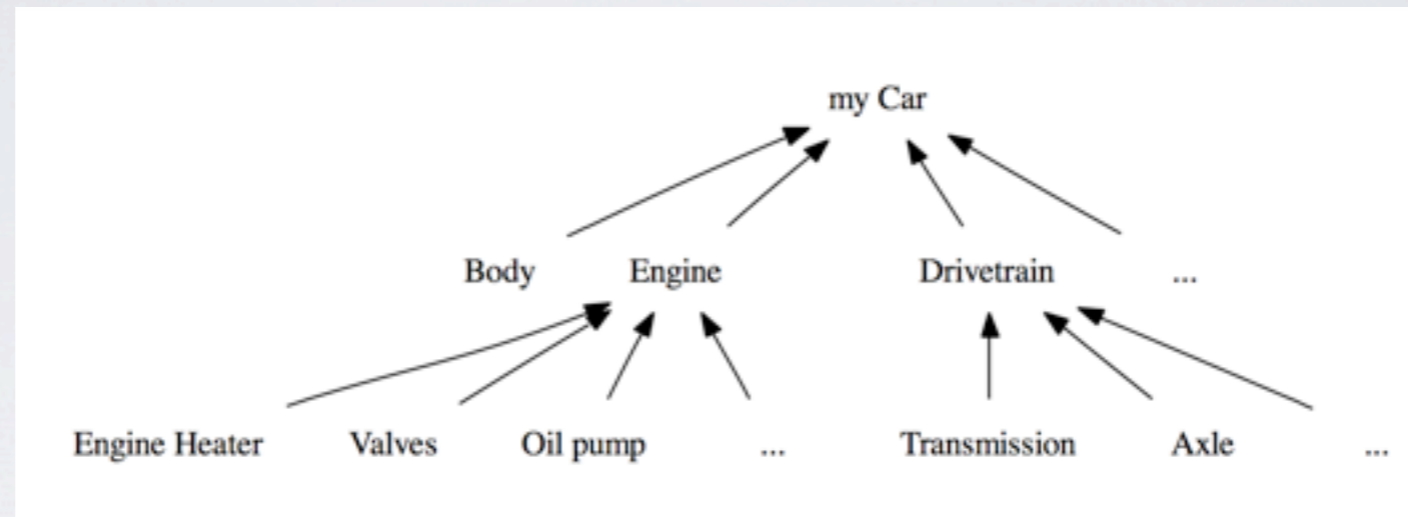 my Car
Body Engine Drivetrain ...
Engine Heater Valves Oil pump ... Transmission Axle ...